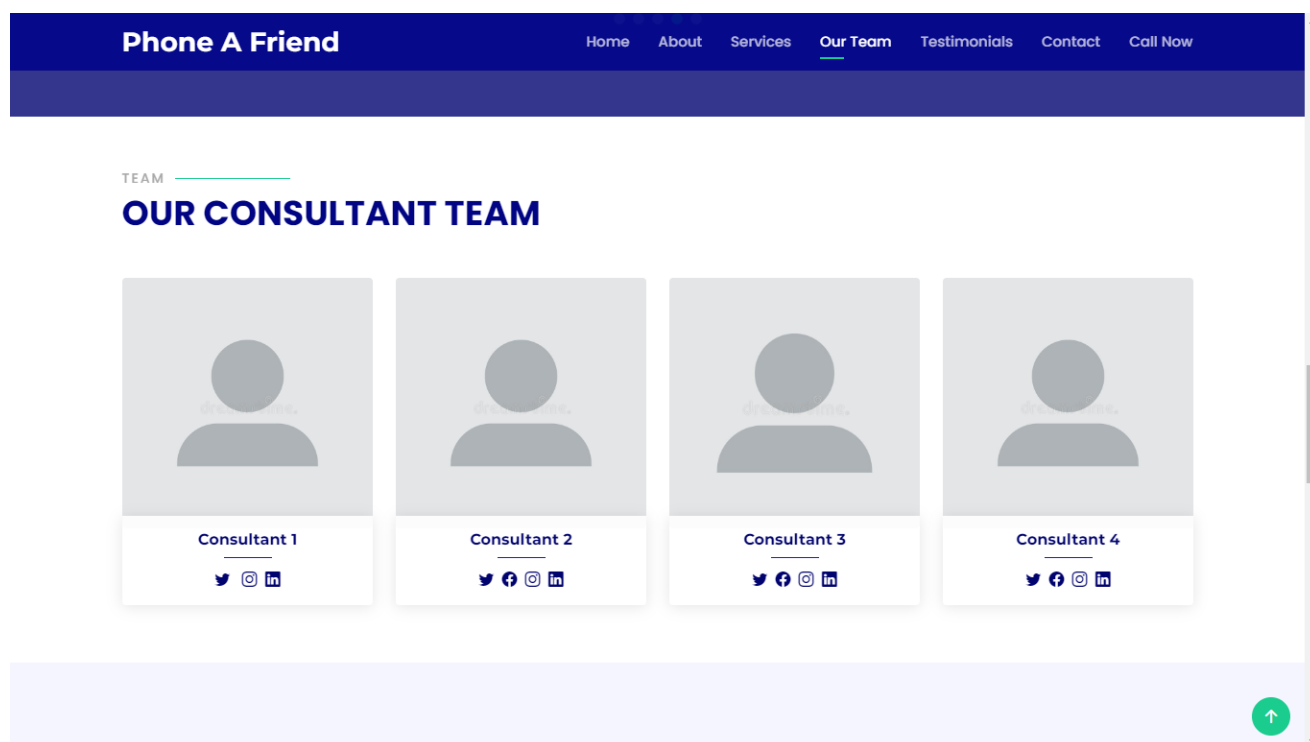 Phone A Friend
Home About Services Our Team Testimonials Contact Call Now
TEAM
OUR CONSULTANT TEAM
Consultant 1 Consultant 2 Consultant 3 Consultant 4